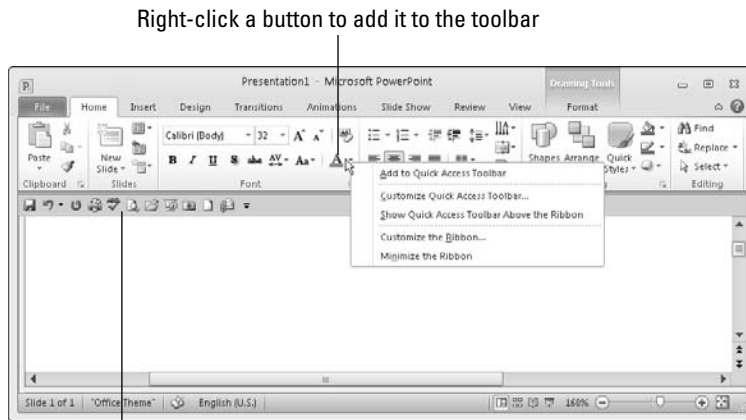 Right-click a button to add it to the toolbar
Presentation1 - Microsoft PowerPoint
Drawing Tools
File Home Insert Design Transitions Animations Slide Show Review View Format
Calibri (Body) 32
Paste
New
Slide
B I U S abc AV Aa A
Shapes Arrange Quick
Styles
Find
Replace
Select
Clipboard Slides Font Editing
Add to Quick Access Toolbar
Customize Quick Access Toolbar...
Show Quick Access Toolbar Above the Ribbon
Customize the Ribbon...
Minimize the Ribbon
Slide 1 of 1 "Office Theme" English (U.S.) 160%